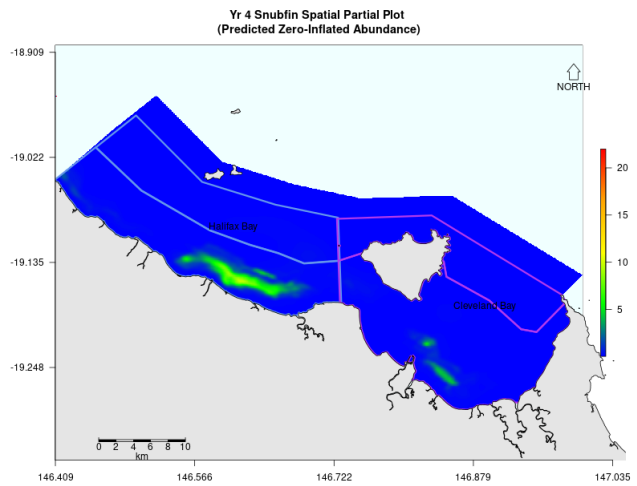 Yr 4 Snubfin Spatial Partial Plot
(Predicted Zero-Inflated Abundance)
-18.909
NORTH
-19.022
20
15
Halifax Bay
-19.135
10
Cleveland Bay
5
-19.248
0
0 2 4 6 8 10
km
146.409 146.566 146.722 146.879 147.035